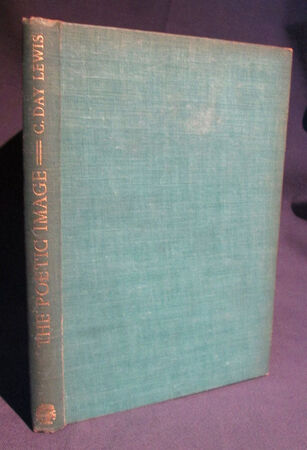 THE POETIC IMAGE — C. DAY LEWIS